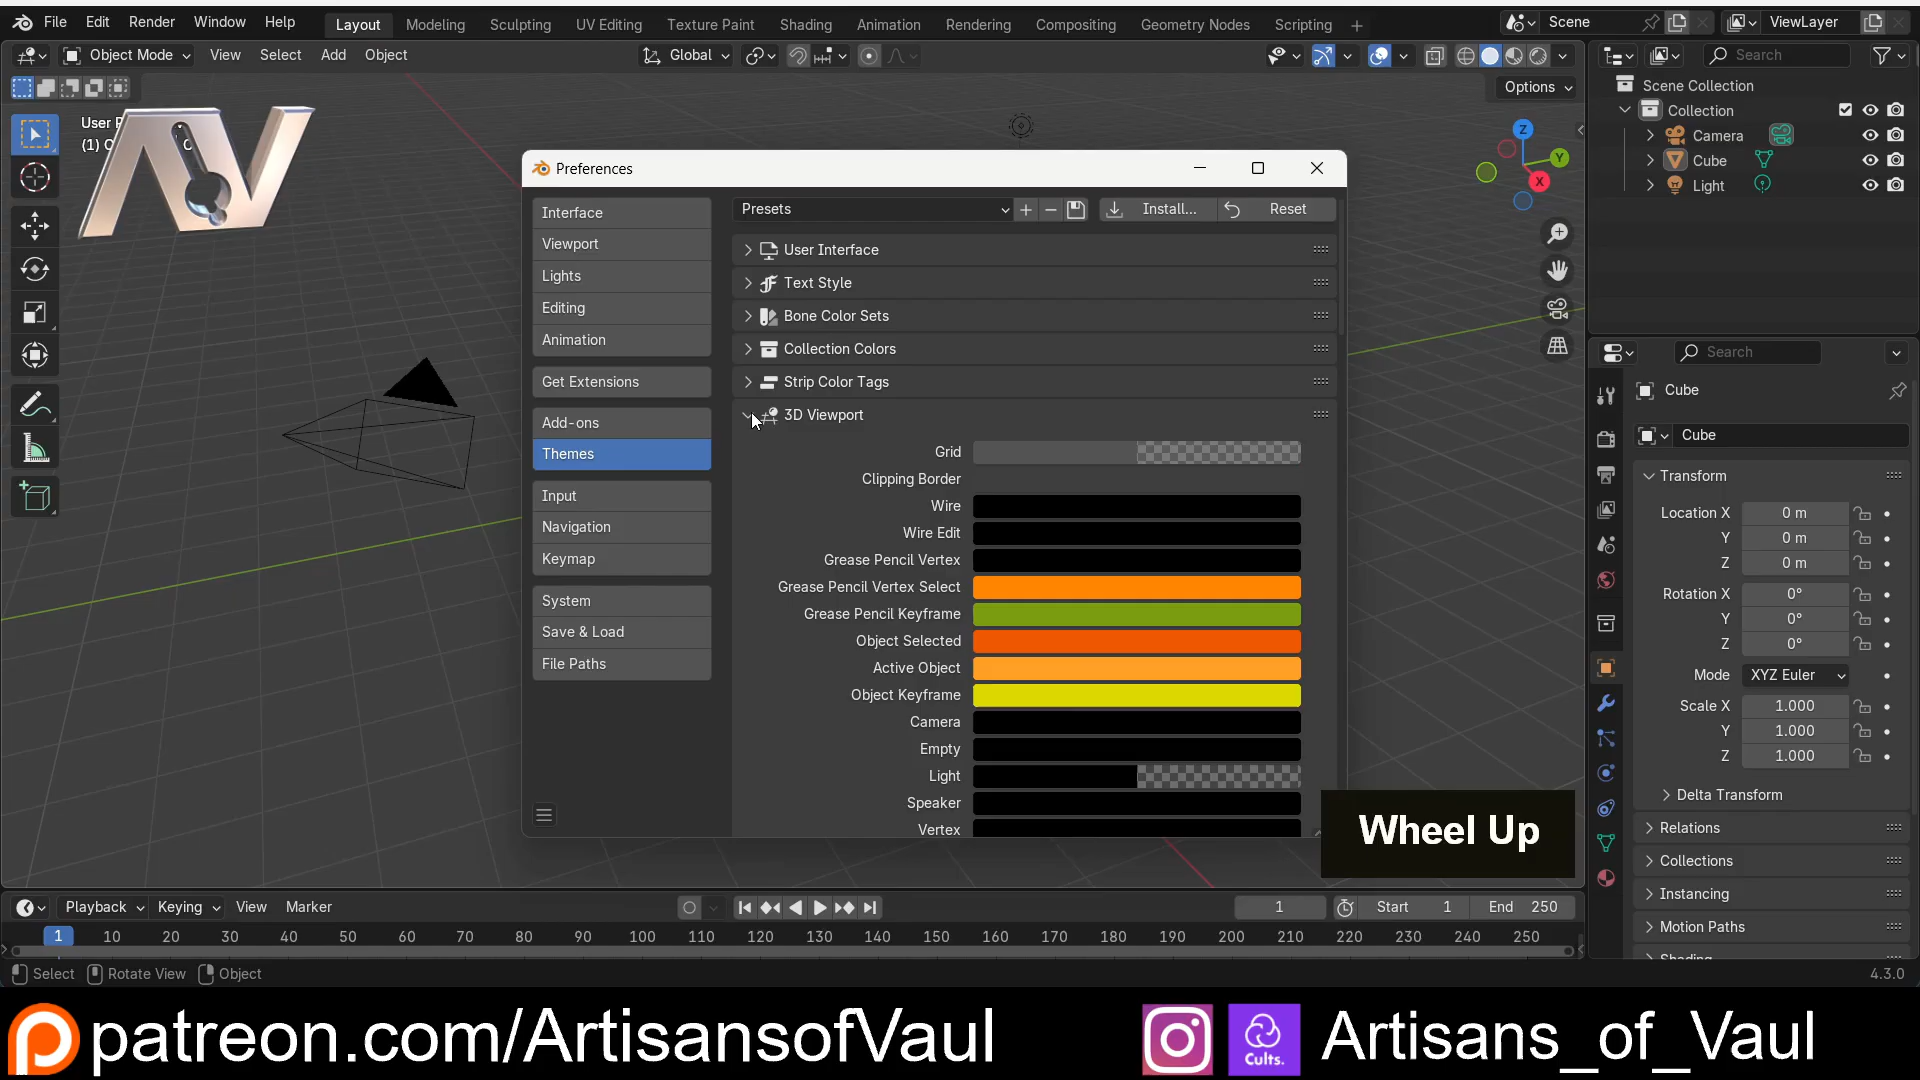 File Edit Render Window Help Layout Modeling Sculpting UV Editing Texture Paint Shading Animation Rendering Compositing Geometry Nodes Scripting + Scene ViewLayer
Object Mode View Select Add Object Global Search
Options
Scene Collection
Collection
Camera
Cube
Light
User P
(1) C
AV
Preferences
Interface
Viewport
Lights
Editing
Animation
Get Extensions
Add-ons
Themes
Input
Navigation
Keymap
System
Save & Load
File Paths
Presets Install... Reset
User Interface
Text Style
Bone Color Sets
Collection Colors
Strip Color Tags
3D Viewport
Grid
Clipping Border
Wire
Wire Edit
Grease Pencil Vertex
Grease Pencil Vertex Select
Grease Pencil Keyframe
Object Selected
Active Object
Object Keyframe
Camera
Empty
Light
Speaker
Vertex
Z
Y
X
Wheel Up
Search
Cube
Cube
Transform
Location X 0 m
Y 0 m
Z 0 m
Rotation X 0°
Y 0°
Z 0°
Mode XYZ Euler
Scale X 1.000
Y 1.000
Z 1.000
Delta Transform
Relations
Collections
Instancing
Motion Paths
Shading
Playback Keying View Marker 1 Start 1 End 250
1 10 20 30 40 50 60 70 80 90 100 110 120 130 140 150 160 170 180 190 200 210 220 230 240 250
Select Rotate View Object 4.3.0
patreon.com/ArtisansofVaul Cults. Artisans_of_Vaul